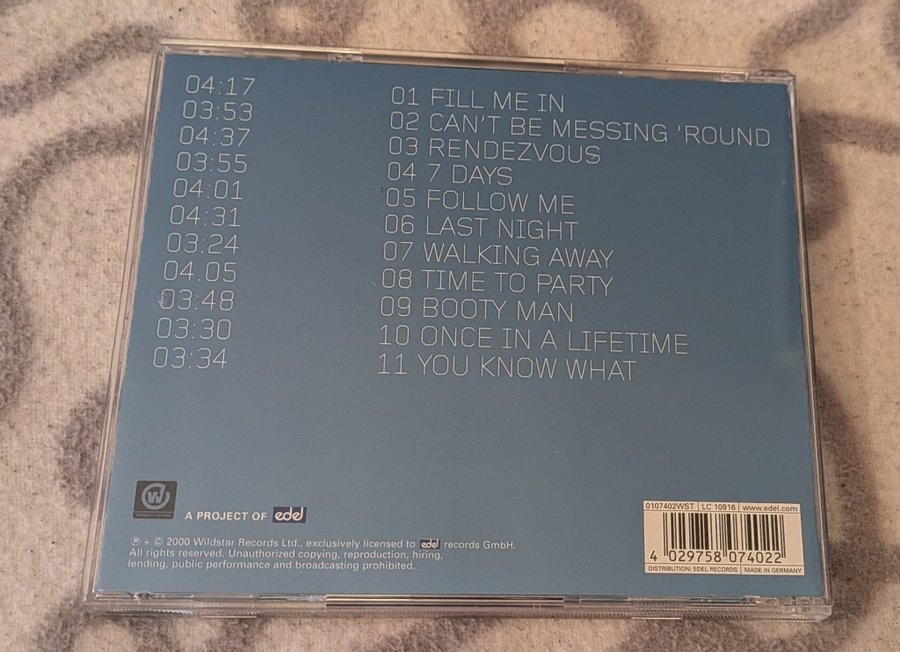 04:17 01 FILL ME IN
03:53 02 CAN'T BE MESSING 'ROUND
04:37 03 RENDEZVOUS
03:55 04 7 DAYS
04:01 05 FOLLOW ME
04:31 06 LAST NIGHT
03:24 07 WALKING AWAY
04.05 08 TIME TO PARTY
03:48 09 BOOTY MAN
03:30 10 ONCE IN A LIFETIME
03:34 11 YOU KNOW WHAT
A PROJECT OF edel
℗ + © 2000 Wildstar Records Ltd., exclusively licensed to edel records GmbH.
All rights reserved. Unauthorized copying, reproduction, hiring,
lending, public performance and broadcasting prohibited.
0107402WST LC 10916 www.edel.com
4 029758 074022
DISTRIBUTION: EDEL RECORDS MADE IN GERMANY